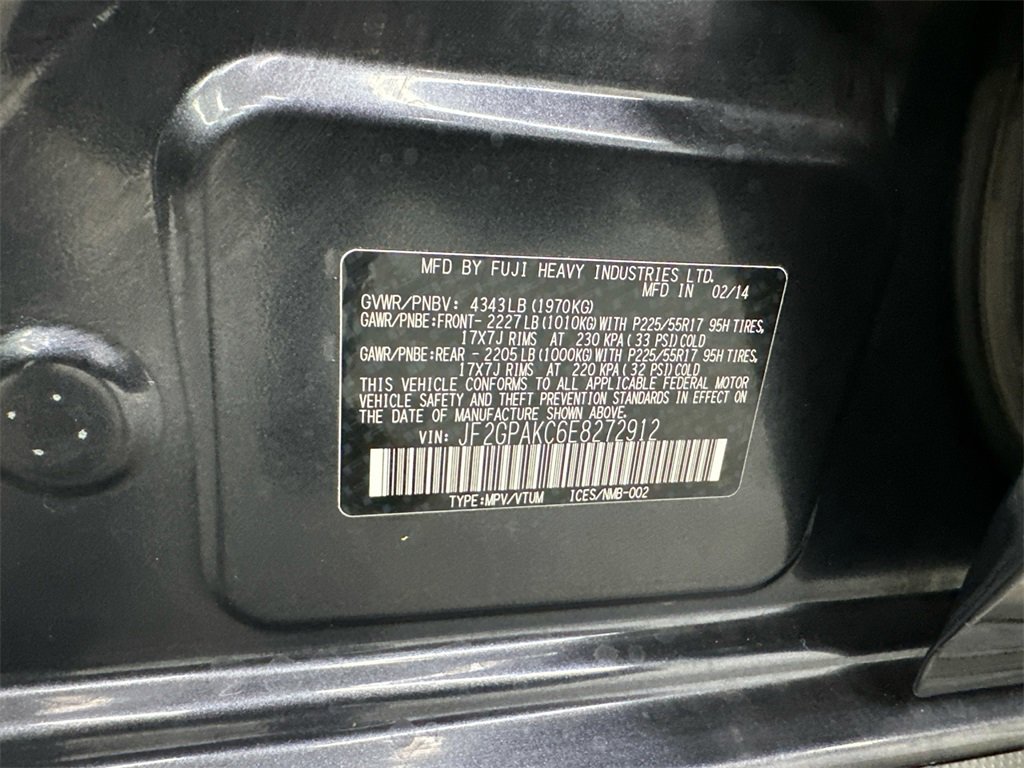 MFD BY FUJI HEAVY INDUSTRIES LTD.
MFD IN 02/14
GVWR/PNBV: 4343LB(1970KG)
GAWR/PNBE:FRONT-2227LB(1010KG)WITH P225/55R17 95H TIRES,
17X7J RIMS AT 230 KPA(33 PSI)COLD
GAWR/PNBE:REAR -2205LB(1000KG)WITH P225/55R17 95H TIRES,
17X7J RIMS AT 220 KPA(32 PSI)COLD
THIS VEHICLE CONFORMS TO ALL APPLICABLE FEDERAL MOTOR
VEHICLE SAFETY AND THEFT PREVENTION STANDARDS IN EFFECT ON
THE DATE OF MANUFACTURE SHOWN ABOVE.
VIN: JF2GPAKC6E8272912
TYPE:MPV/VTUM ICES/NMB-002